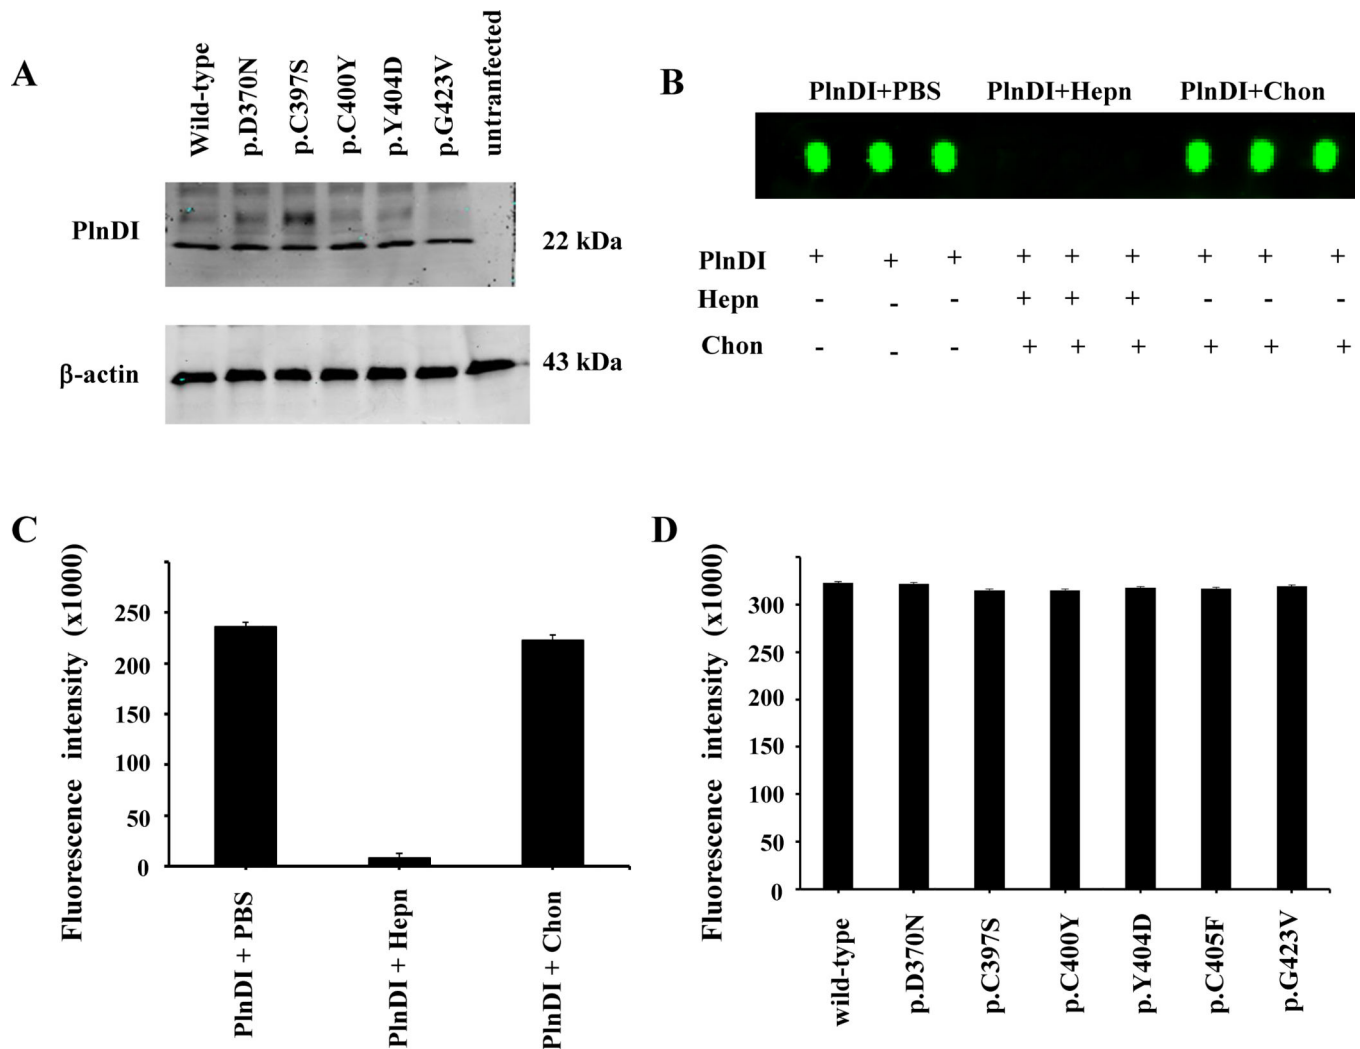 A
Wild-type
p.D370N
p.C397S
p.C400Y
p.Y404D
p.G423V
untranfected
PlnDI
22 kDa
β-actin
43 kDa
B
PlnDI+PBS PlnDI+Hepn PlnDI+Chon
PlnDI + + + + + + + + +
Hepn - - - + + + - - -
Chon - - - + + + + + +
C
Fluorescence intensity (x1000)
250
200
150
100
50
0
PlnDI + PBS
PlnDI + Hepn
PlnDI + Chon
D
Fluorescence intensity (x1000)
300
250
300
150
100
50
0
wild-type
p.D370N
p.C397S
p.C400Y
p.Y404D
p.C405F
p.G423V